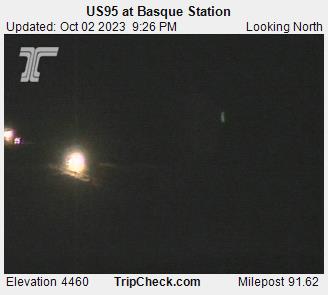 US95 at Basque Station
Updated: Oct 02 2023 9:26 PM Looking North
Elevation 4460 TripCheck.com Milepost 91.62